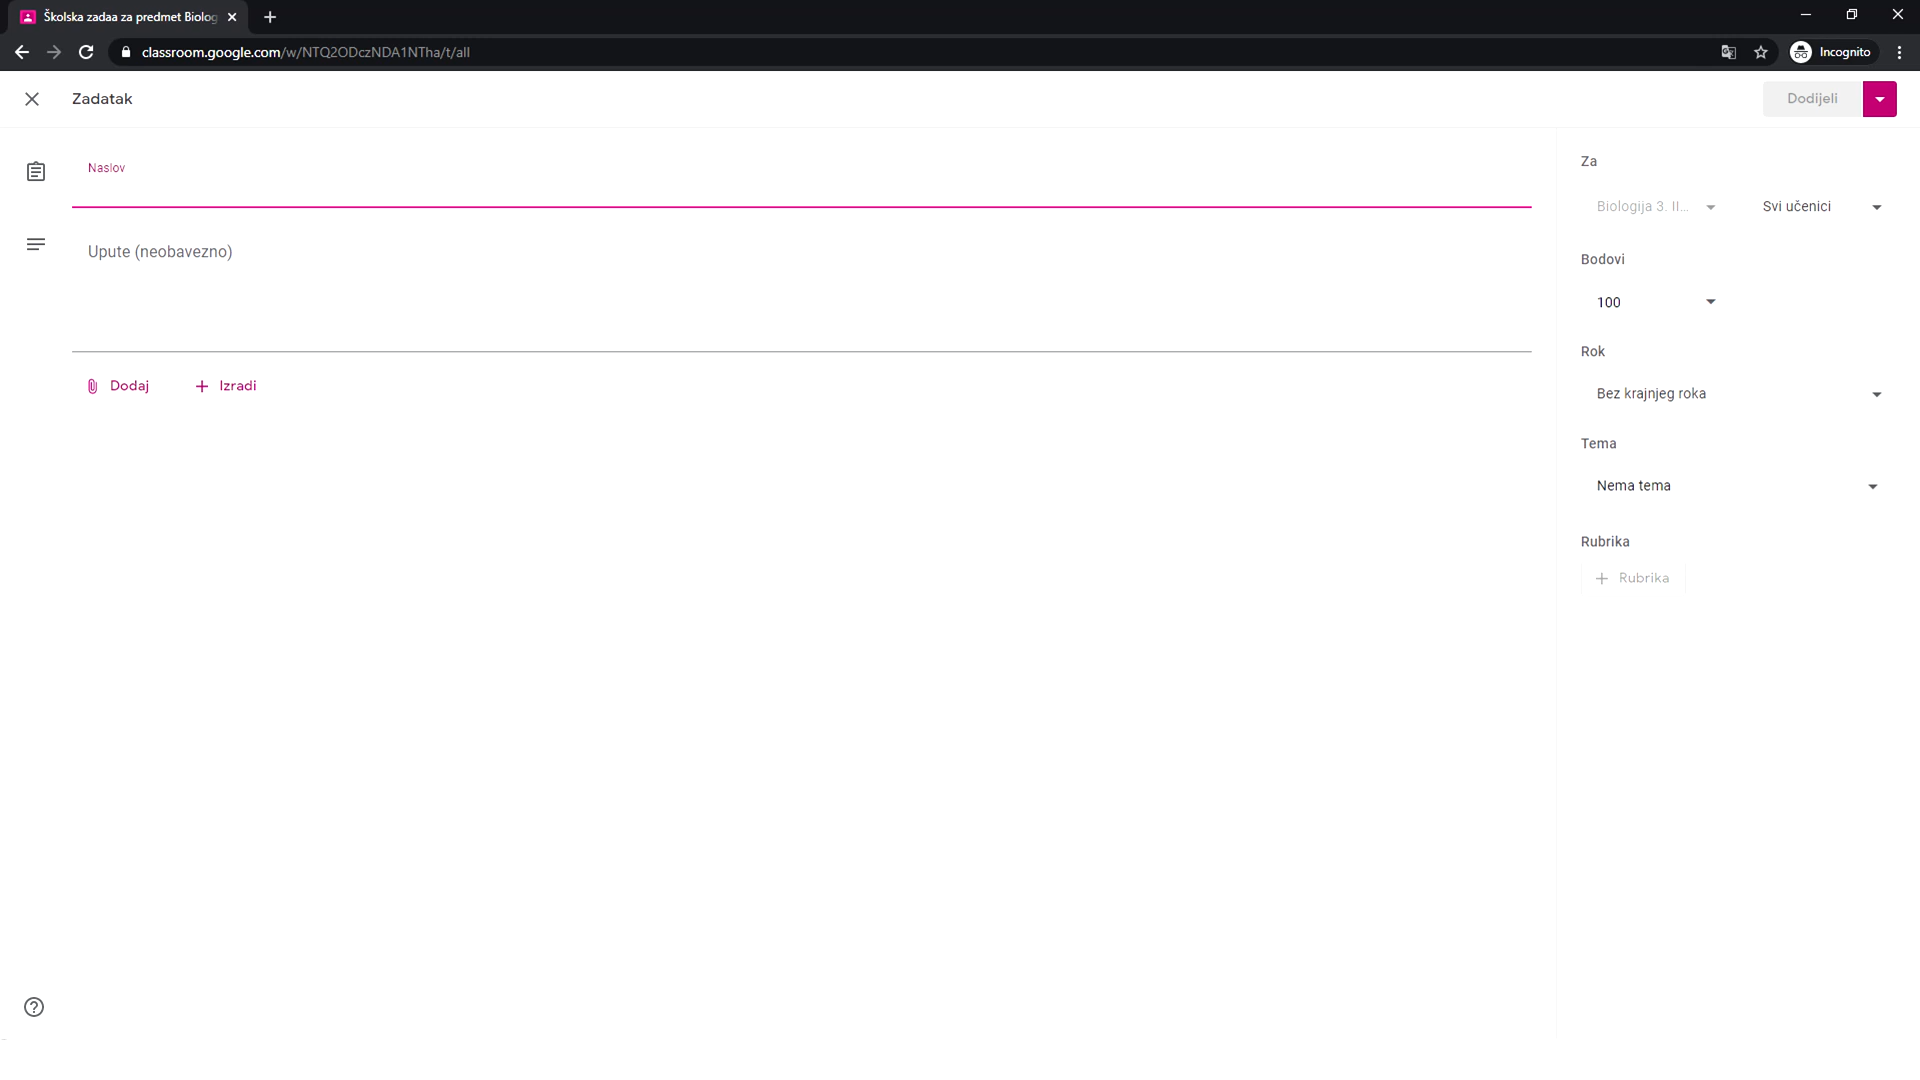 Školska zadaa za predmet Biolog
classroom.google.com/w/NTQ2ODczNDA1NTha/t/all
Incognito
Zadatak
Dodijeli
Naslov
Upute (neobavezno)
Dodaj
Izradi
Za
Biologija 3. II...
Svi učenici
Bodovi
100
Rok
Bez krajnjeg roka
Tema
Nema tema
Rubrika
Rubrika